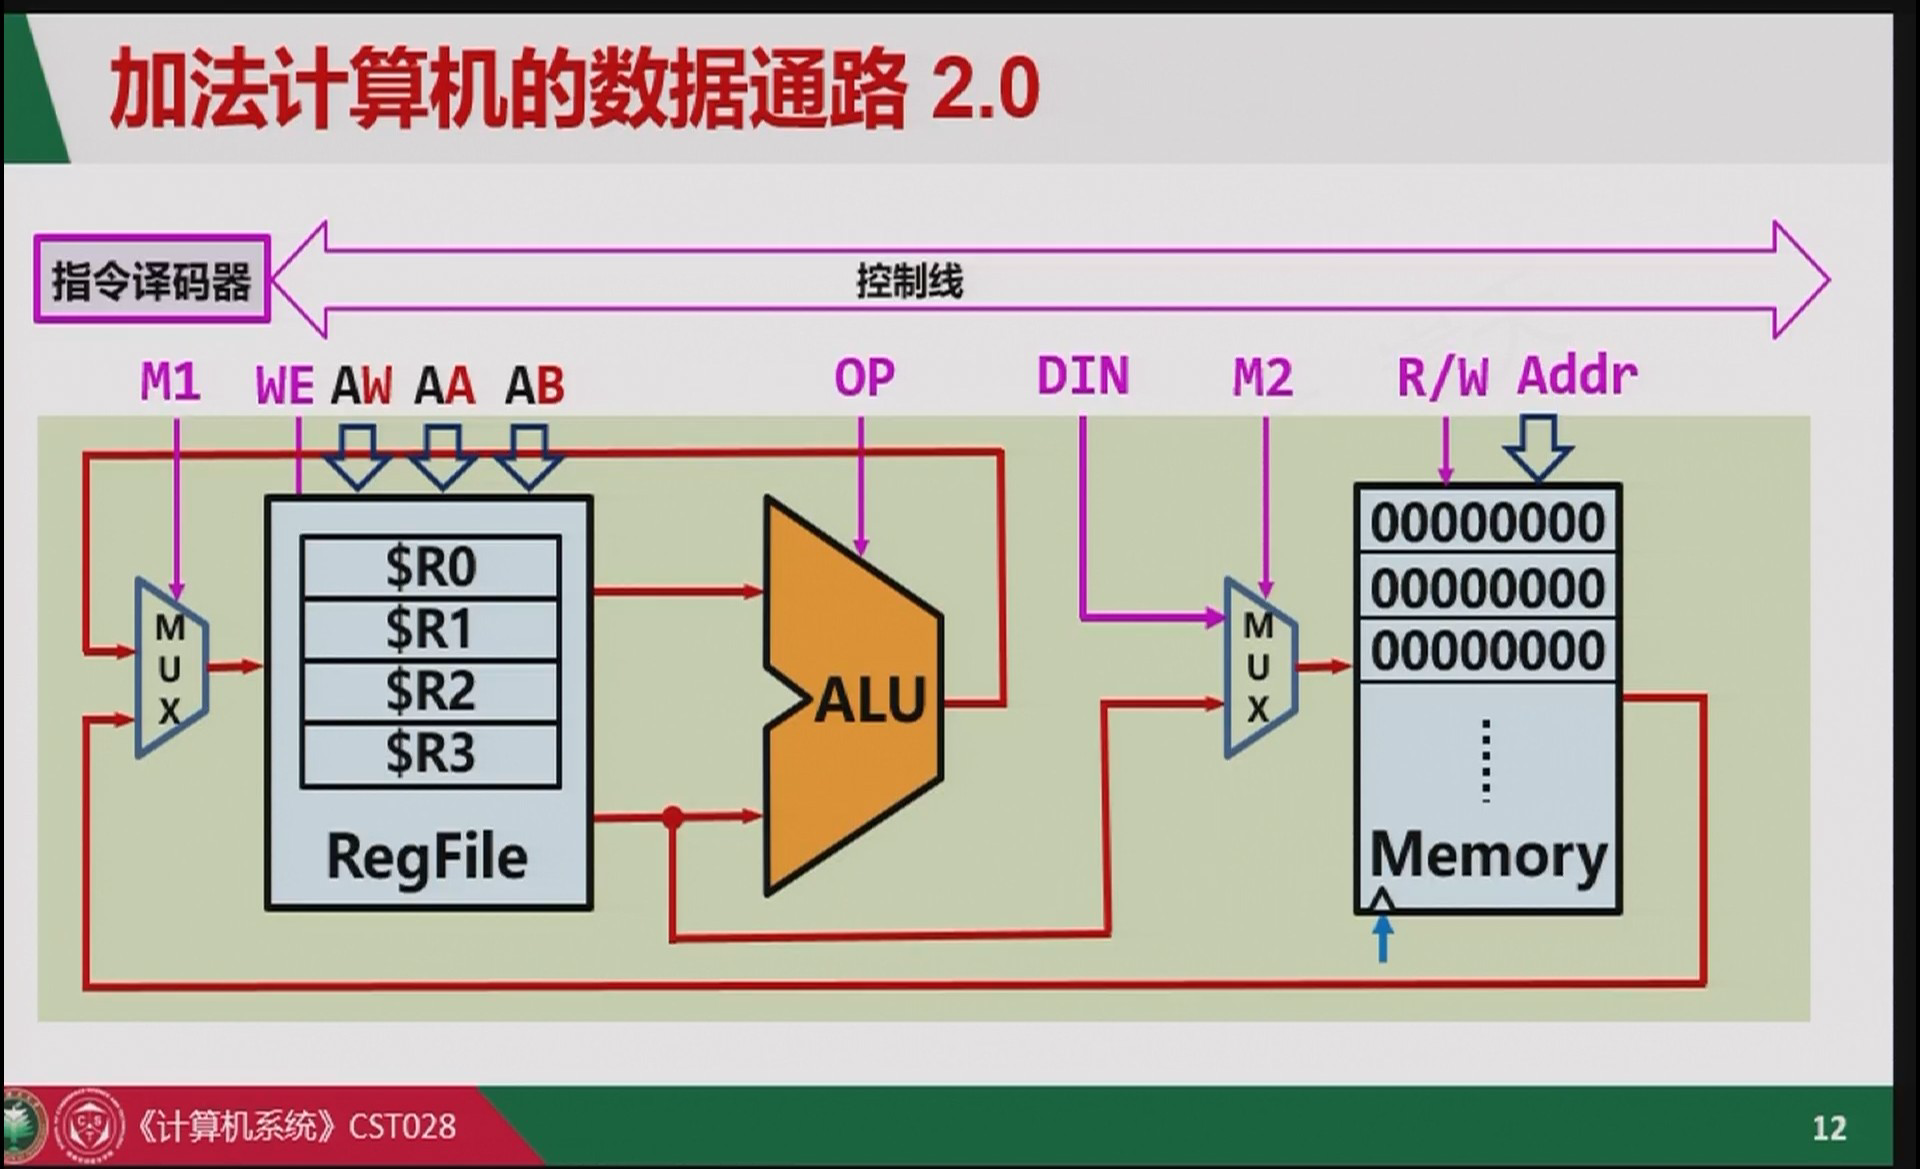 加法计算机的数据通路 2.0
指令译码器
控制线
M1 WE AW AA AB OP DIN M2 R/W Addr
MUX
$R0
$R1
$R2
$R3
RegFile
ALU
MUX
00000000
00000000
00000000
Memory
《计算机系统》CST028
12